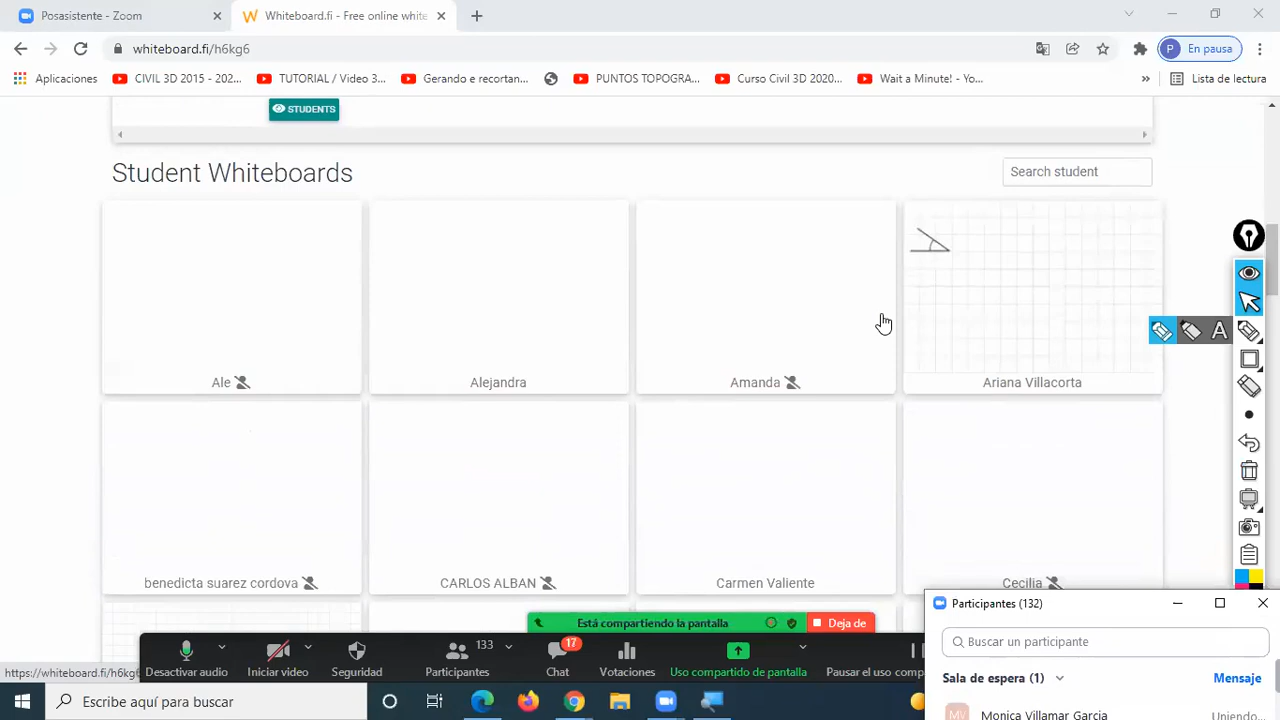 Posasistente - Zoom
Whiteboard.fi - Free online white
whiteboard.fi/h6kg6
P En pausa
Aplicaciones
CIVIL 3D 2015 - 202...
TUTORIAL / Video 3...
Gerando e recortan...
PUNTOS TOPOGRA...
Curso Civil 3D 2020...
Wait a Minute! - Yo...
»
Lista de lectura
STUDENTS
Student Whiteboards
Search student
Ale
Alejandra
Amanda
Ariana Villacorta
A
benedicta suarez cordova
CARLOS ALBAN
Carmen Valiente
Cecilia
Está compartiendo la pantalla
Deja de
Participantes (132)
Buscar un participante
Sala de espera (1)
Mensaje
MV
Monica Villamar Garcia
Uniendo...
133
17
Desactivar audio
Iniciar video
Seguridad
Participantes
Chat
Votaciones
Uso compartido de pantalla
Pausar el uso compar
https://whiteboard.fi/h6kg6
Escribe aquí para buscar